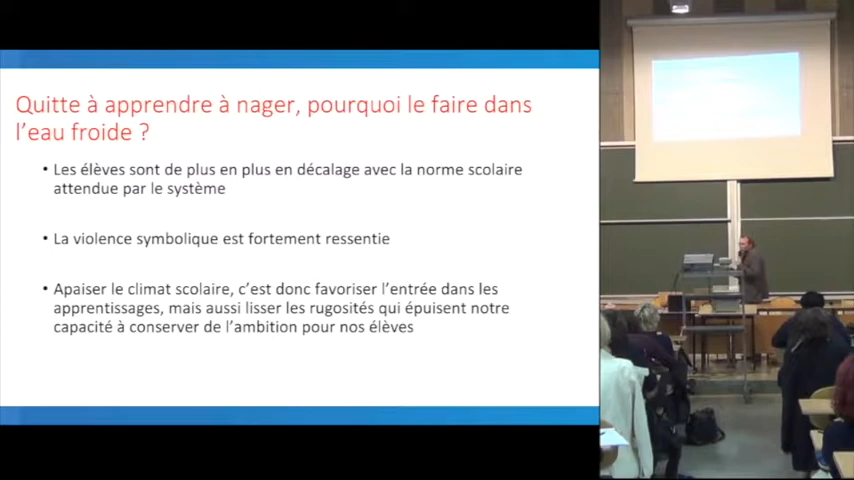 Quitte à apprendre à nager, pourquoi le faire dans
l'eau froide ?
• Les élèves sont de plus en plus en décalage avec la norme scolaire
attendue par le système
• La violence symbolique est fortement ressentie
• Apaiser le climat scolaire, c'est donc favoriser l'entrée dans les
apprentissages, mais aussi lisser les rugosités qui épuisent notre
capacité à conserver de l'ambition pour nos élèves